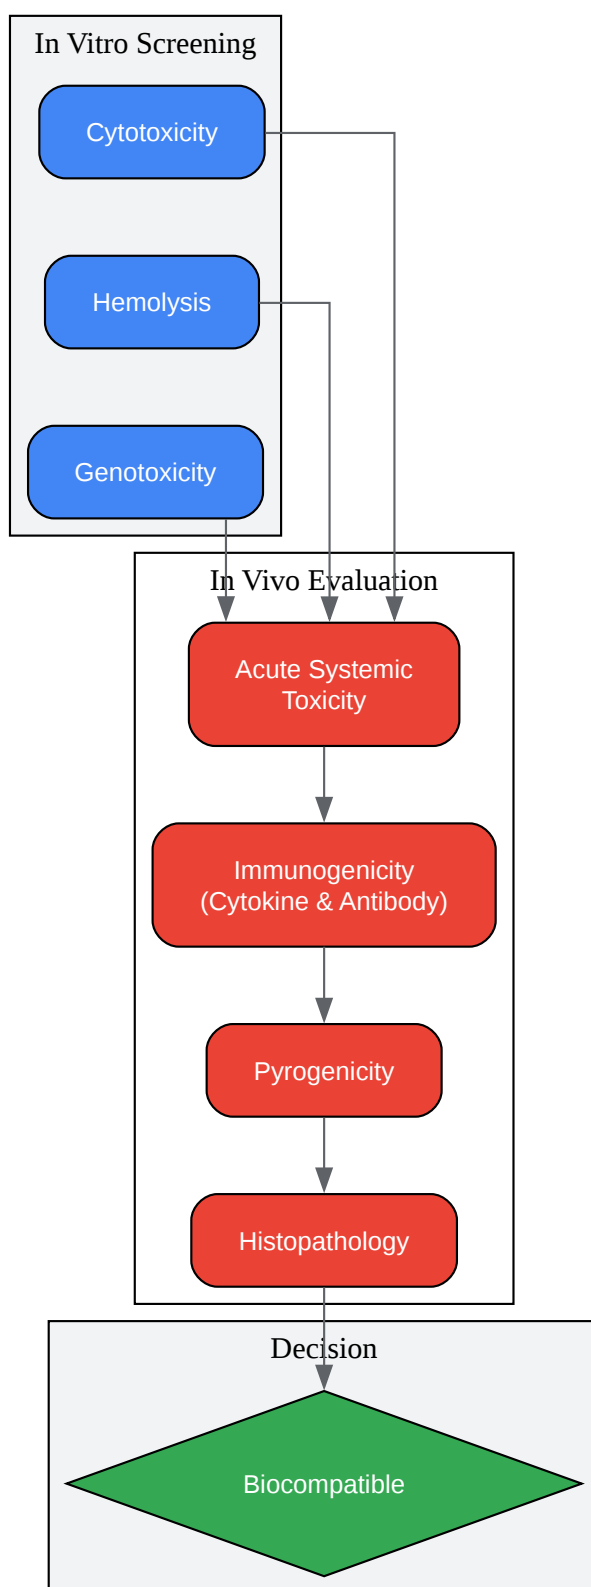 In Vitro Screening
Cytotoxicity
Hemolysis
Genotoxicity
In Vivo Evaluation
Acute Systemic
Toxicity
Immunogenicity
(Cytokine & Antibody)
Pyrogenicity
Histopathology
Decision
Biocompatible